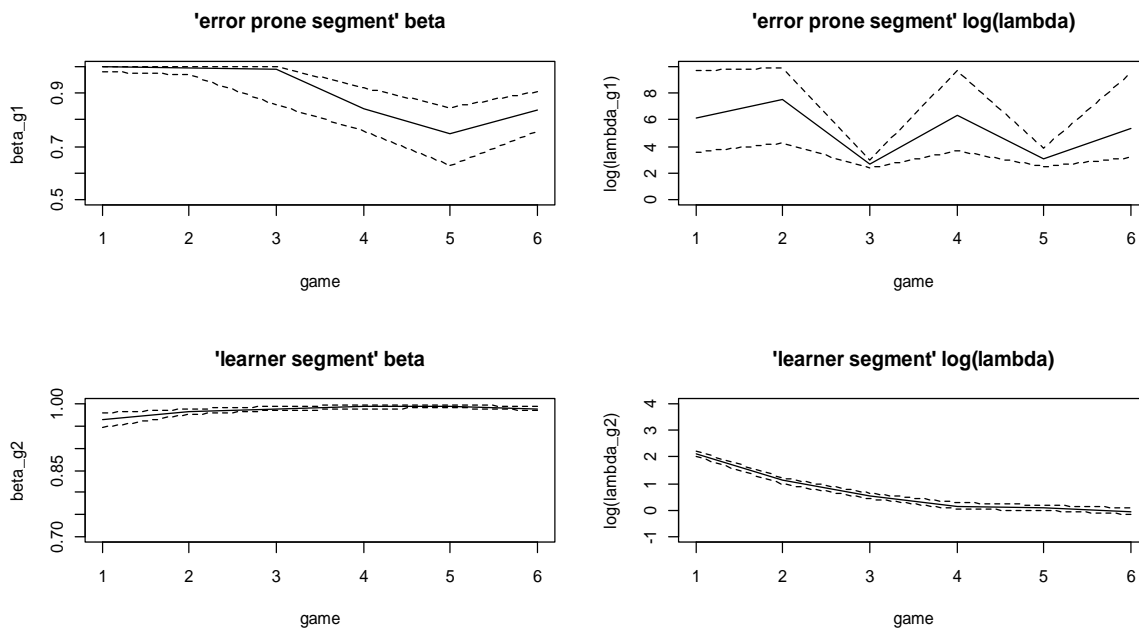 'error prone segment' beta
beta_g1
0.5 0.7 0.9
1 2 3 4 5 6
game
'error prone segment' log(lambda)
log(lambda_g1)
0 2 4 6 8
1 2 3 4 5 6
game
'learner segment' beta
beta_g2
0.70 0.85 1.00
1 2 3 4 5 6
game
'learner segment' log(lambda)
log(lambda_g2)
-1 0 1 2 3 4
1 2 3 4 5 6
game